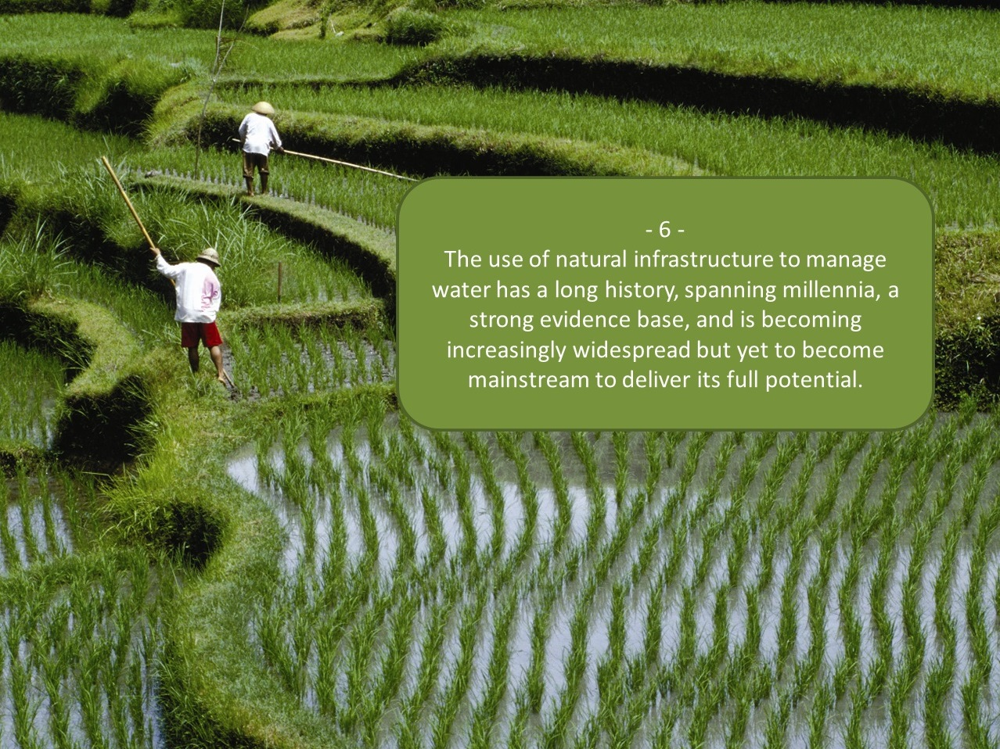 - 6 -
The use of natural infrastructure to manage
water has a long history, spanning millennia, a
strong evidence base, and is becoming
increasingly widespread but yet to become
mainstream to deliver its full potential.